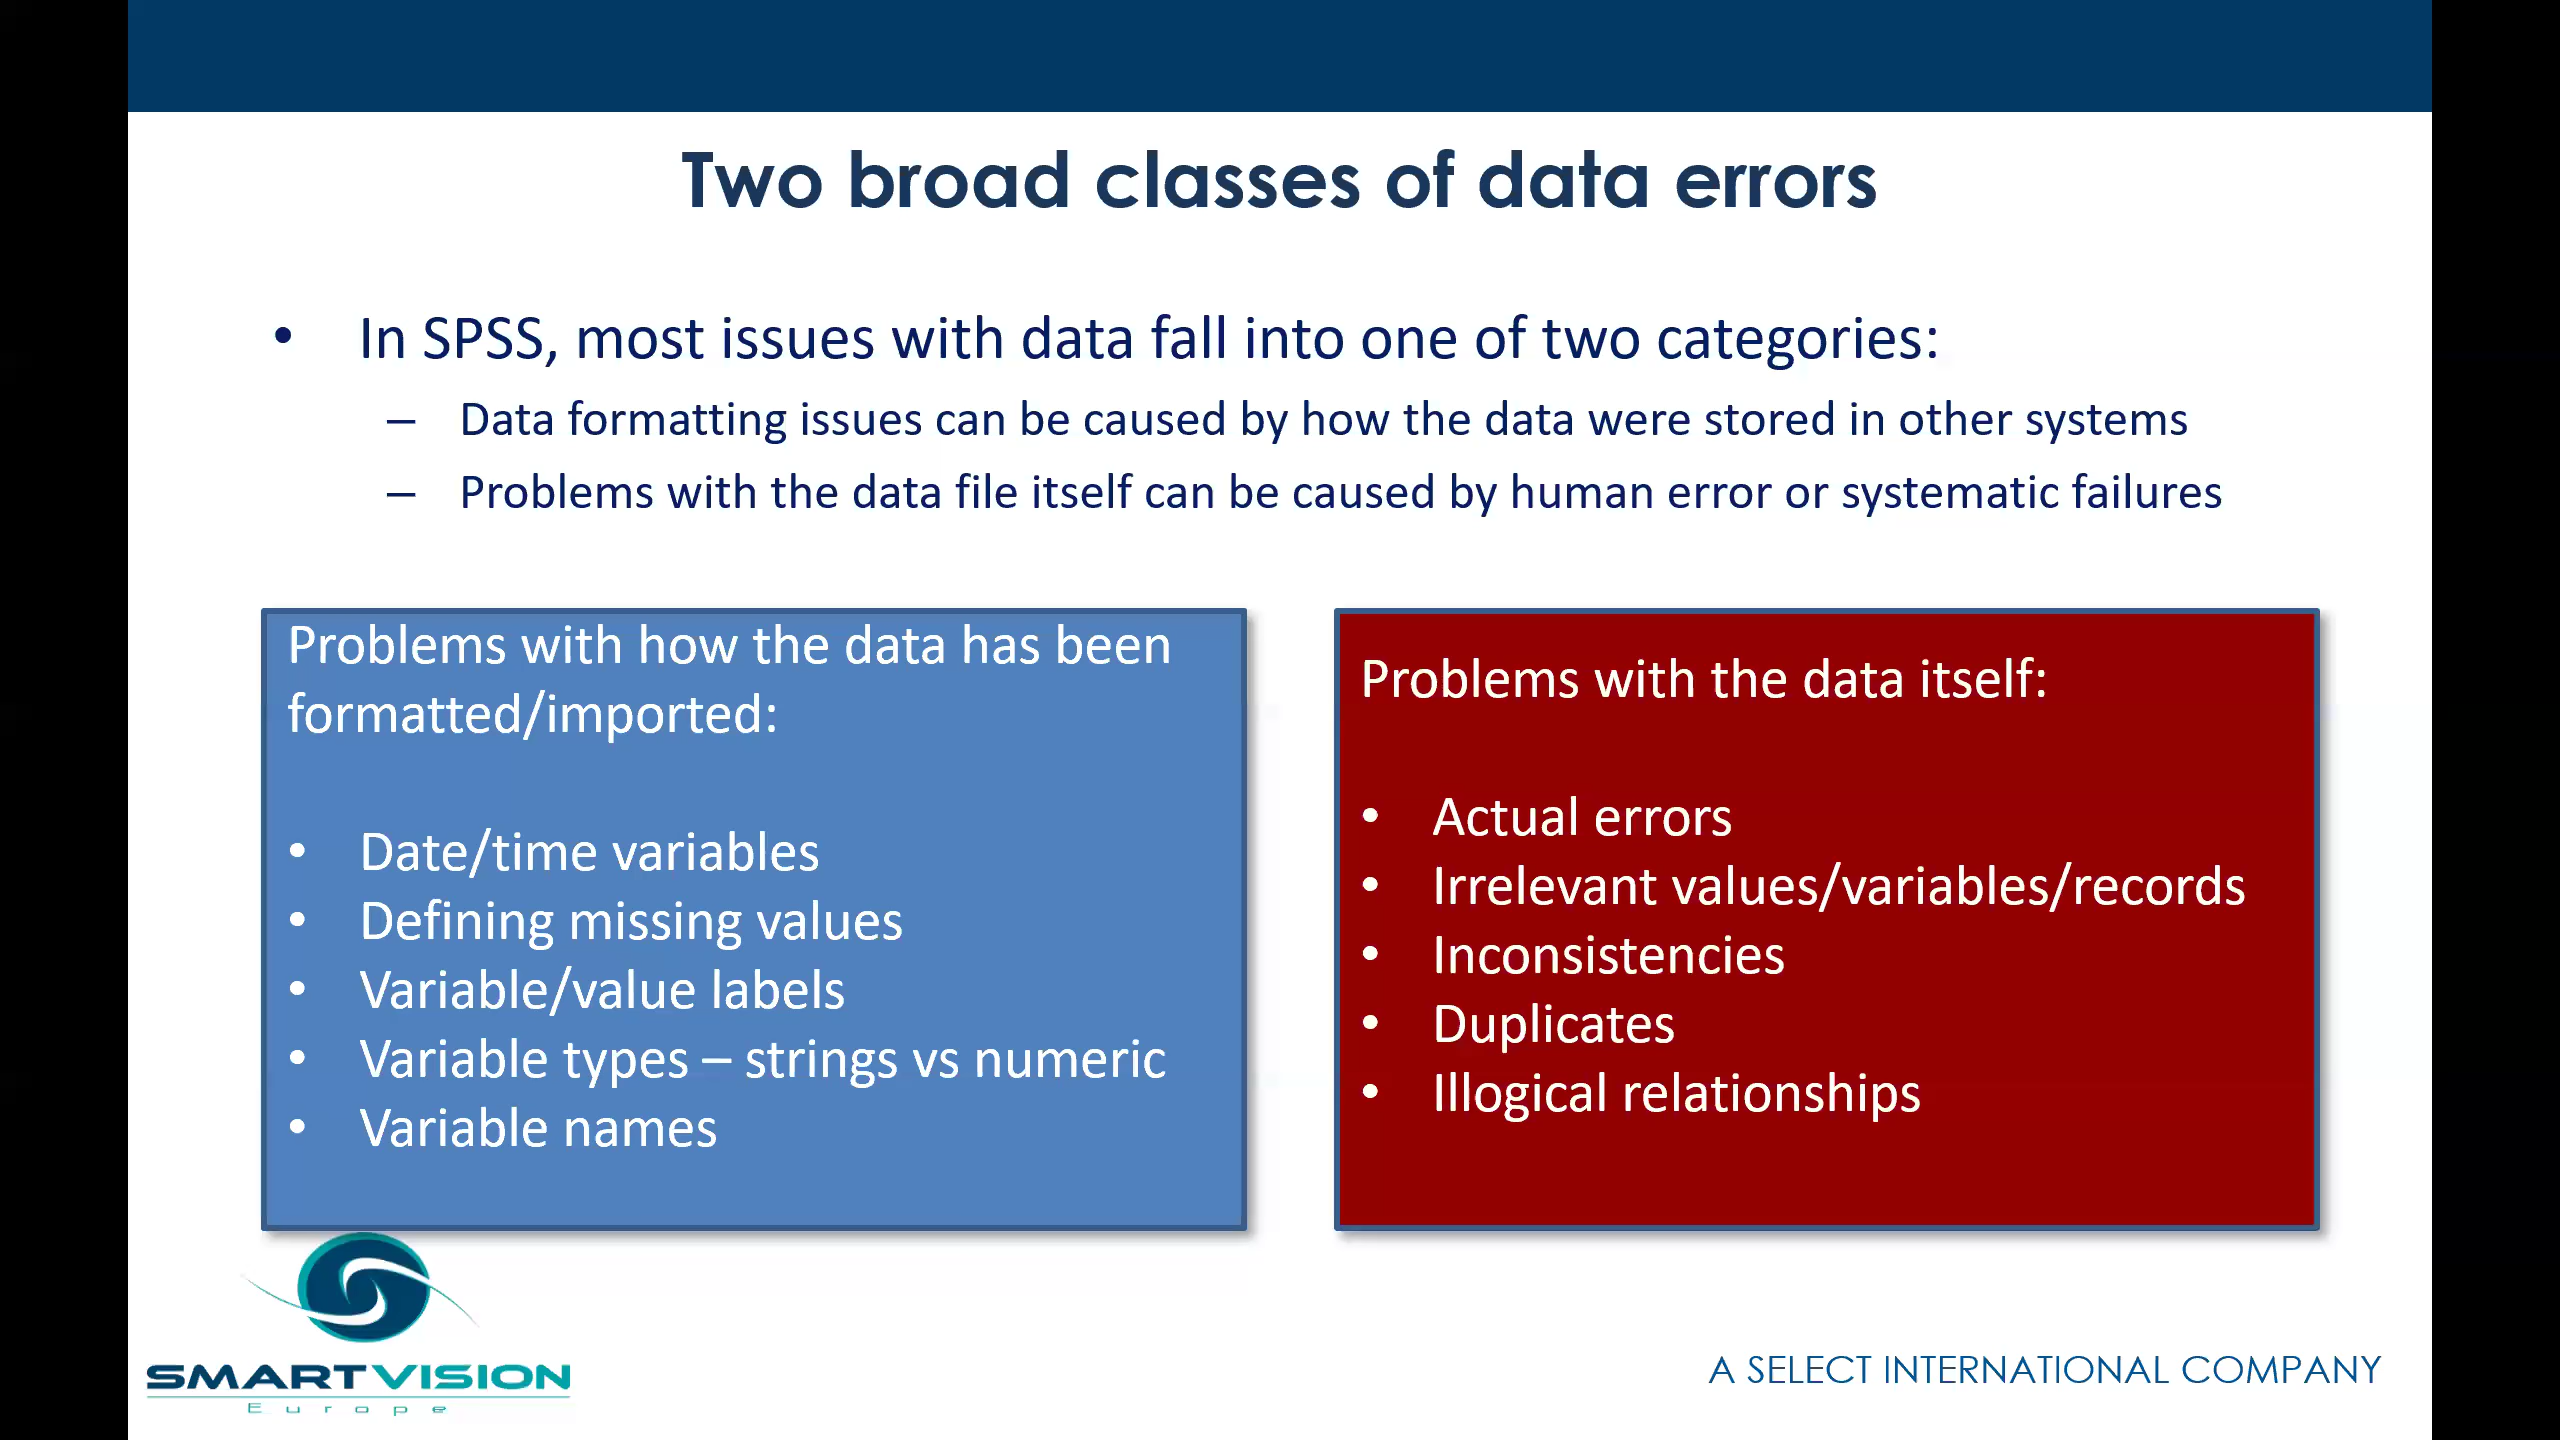 Two broad classes of data errors
• In SPSS, most issues with data fall into one of two categories:
– Data formatting issues can be caused by how the data were stored in other systems
– Problems with the data file itself can be caused by human error or systematic failures
Problems with how the data has been
formatted/imported:
• Date/time variables
• Defining missing values
• Variable/value labels
• Variable types – strings vs numeric
• Variable names
Problems with the data itself:
• Actual errors
• Irrelevant values/variables/records
• Inconsistencies
• Duplicates
• Illogical relationships
SMARTVISION
Europe
A SELECT INTERNATIONAL COMPANY